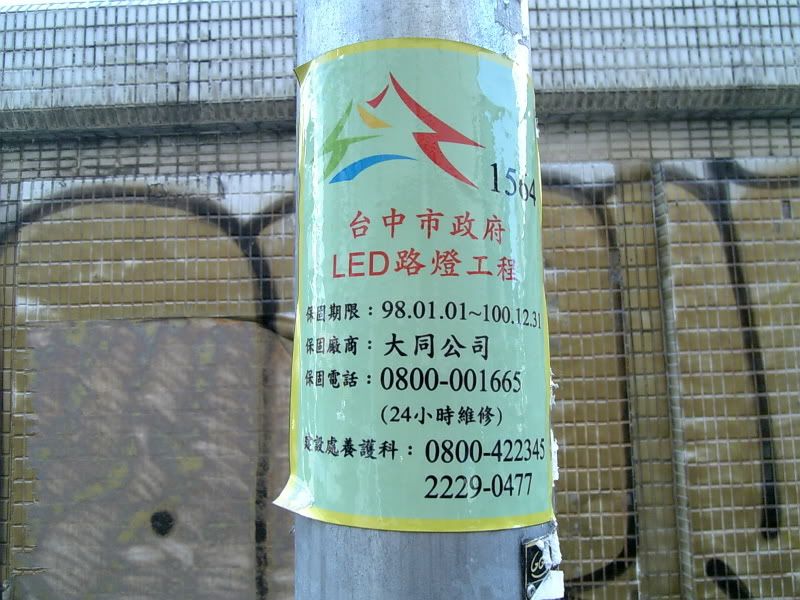 1564
台中市政府
LED路燈工程
保固期限：98.01.01~100.12.31
保固廠商：大同公司
保固電話：0800-001665
(24小時維修)
建設處養護科：0800-422345
2229-0477